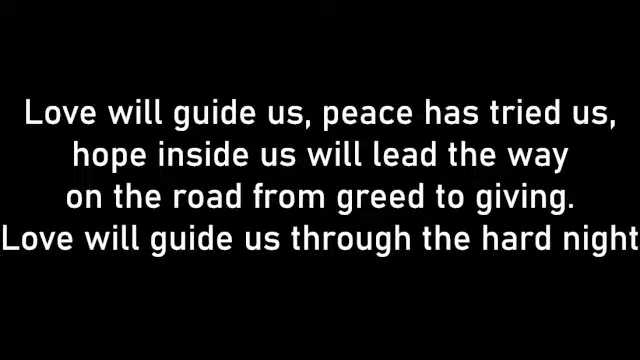 Love will guide us, peace has tried us,
hope inside us will lead the way
on the road from greed to giving.
Love will guide us through the hard night